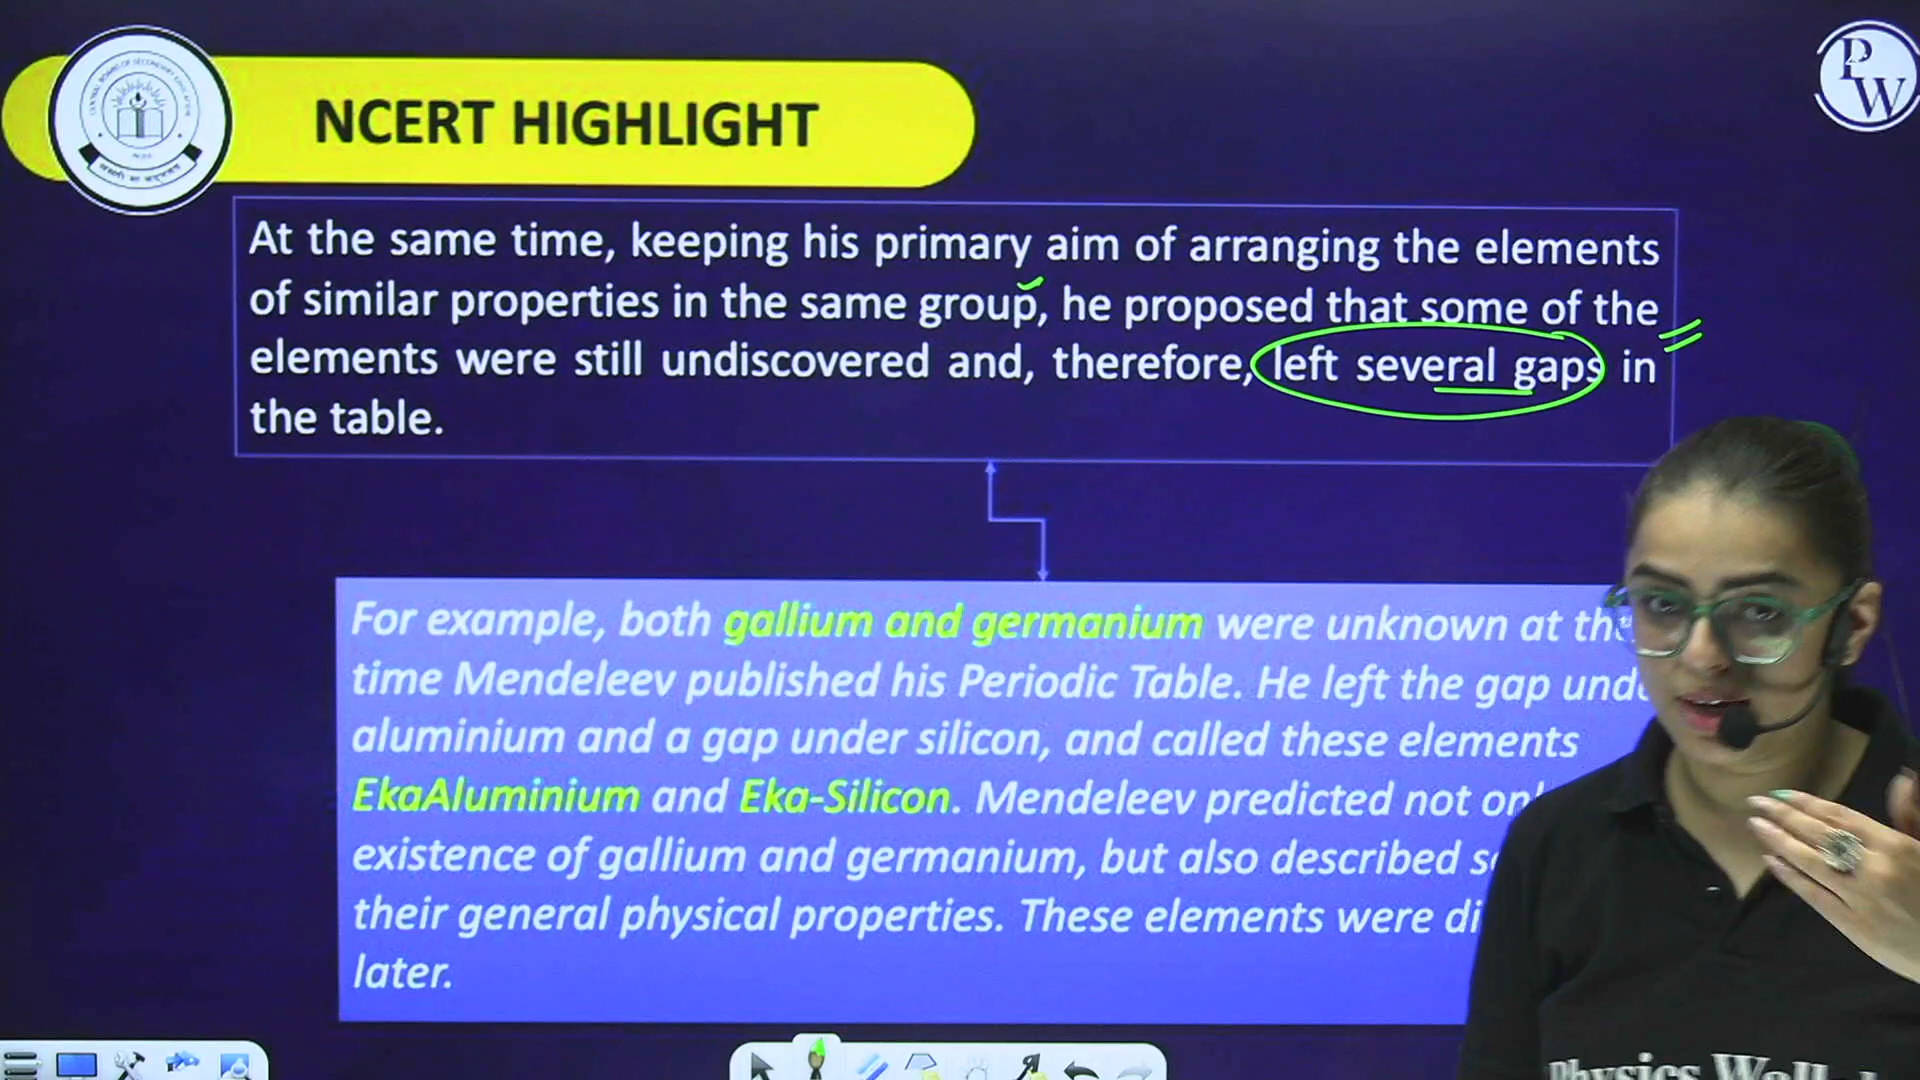 NCERT HIGHLIGHT
PW
At the same time, keeping his primary aim of arranging the elements
of similar properties in the same group, he proposed that some of the
elements were still undiscovered and, therefore, left several gaps in
the table.
For example, both gallium and germanium were unknown at the
time Mendeleev published his Periodic Table. He left the gap
aluminium and a gap under silicon, and called these elements
EkaAluminium and Eka-Silicon. Mendeleev predicted not
existence of gallium and germanium, but also described
their general physical properties. These elements were
later.
Physics